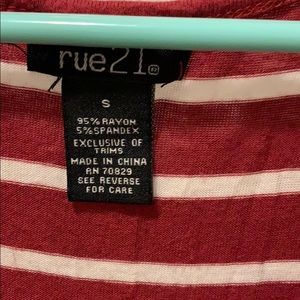 rue21
S
95% RAYON
5% SPANDEX
EXCLUSIVE OF
TRIMS
MADE IN CHINA
RN 70829
SEE REVERSE
FOR CARE